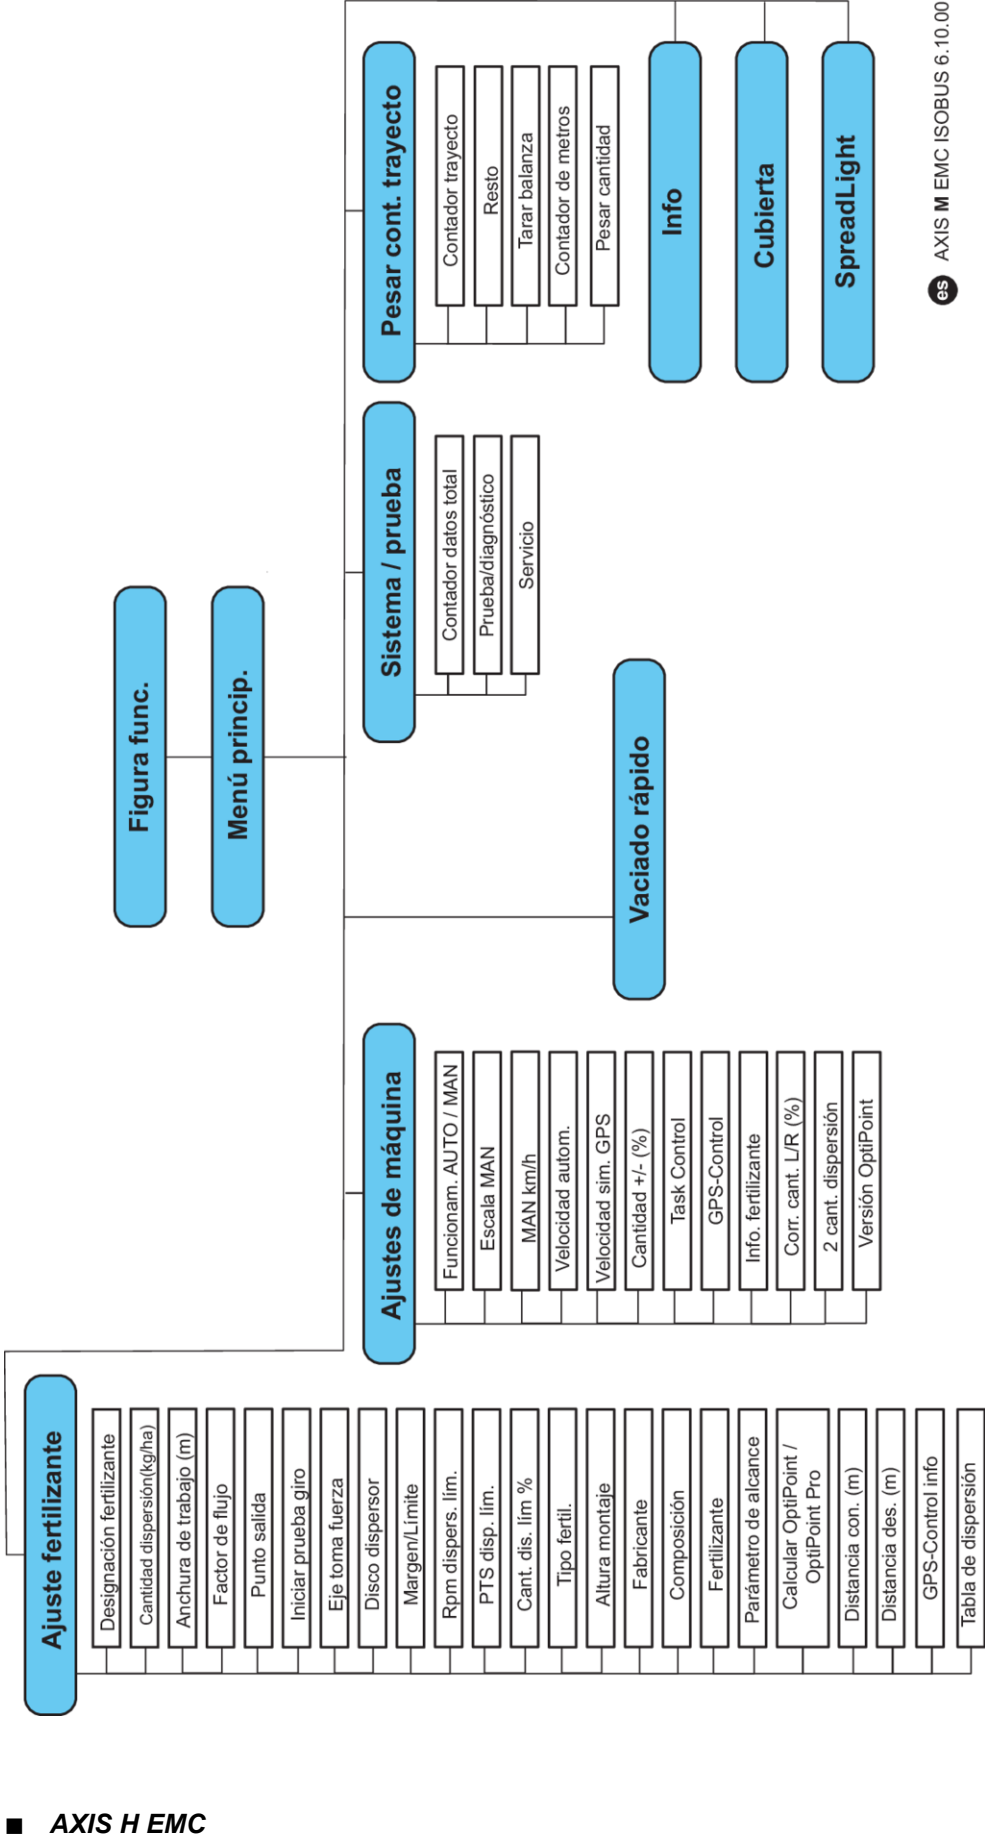 Figura func.
Menú princip.
Ajuste fertilizante
Designación fertilizante
Cantidad dispersión(kg/ha)
Anchura de trabajo (m)
Factor de flujo
Punto salida
Iniciar prueba giro
Eje toma fuerza
Disco dispersor
Margen/Límite
Rpm dispers. lím.
PTS disp. lím.
Cant. dis. lím %
Tipo fertil.
Altura montaje
Fabricante
Composición
Fertilizante
Parámetro de alcance
Calcular OptiPoint /
OptiPoint Pro
Distancia con. (m)
Distancia des. (m)
GPS-Control info
Tabla de dispersión
Ajustes de máquina
Funcionam. AUTO / MAN
Escala MAN
MAN km/h
Velocidad autom.
Velocidad sim. GPS
Cantidad +/- (%)
Task Control
GPS-Control
Info. fertilizante
Corr. cant. L/R (%)
2 cant. dispersión
Versión OptiPoint
Vaciado rápido
Sistema / prueba
Contador datos total
Prueba/diagnóstico
Servicio
Pesar cont. trayecto
Contador trayecto
Resto
Tarar balanza
Contador de metros
Pesar cantidad
Info
Cubierta
SpreadLight
es AXIS M EMC ISOBUS 6.10.00
■ AXIS H EMC